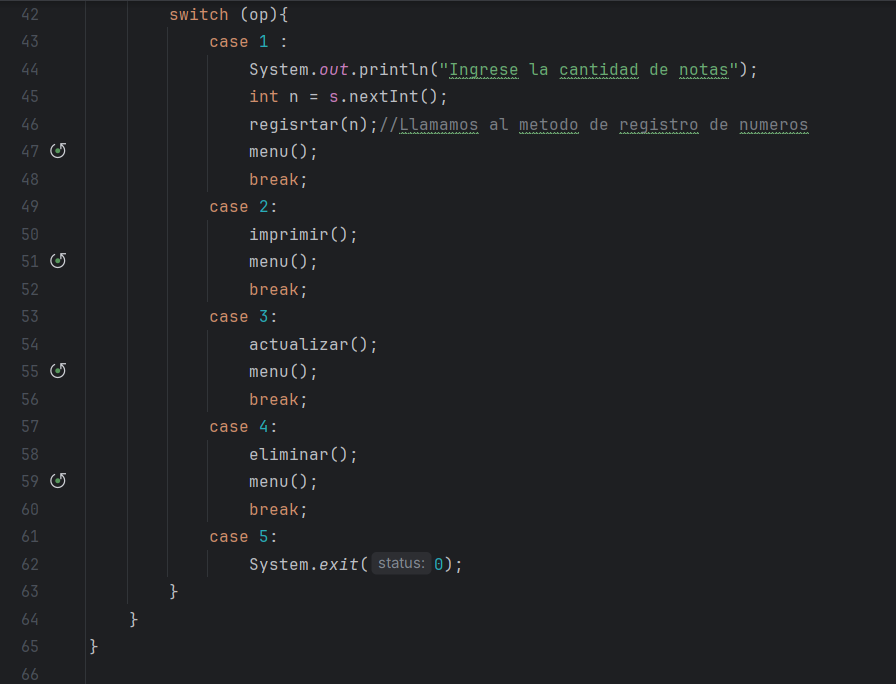 42 switch (op){
43 case 1 :
44 System.out.println("Ingrese la cantidad de notas");
45 int n = s.nextInt();
46 regisrtar(n);//Llamamos al metodo de registro de numeros
47 menu();
48 break;
49 case 2:
50 imprimir();
51 menu();
52 break;
53 case 3:
54 actualizar();
55 menu();
56 break;
57 case 4:
58 eliminar();
59 menu();
60 break;
61 case 5:
62 System.exit( status: 0);
63 }
64 }
65 }
66